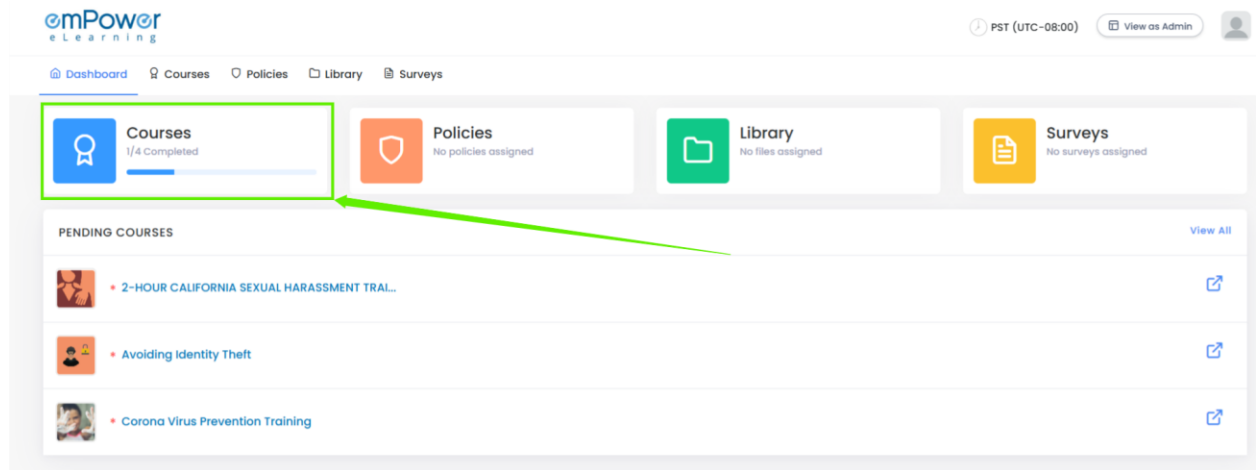 emPower
eLearning
PST (UTC-08:00)
View as Admin
Dashboard
Courses
Policies
Library
Surveys
Courses
1/4 Completed
Policies
No policies assigned
Library
No files assigned
Surveys
No surveys assigned
PENDING COURSES
View All
2-HOUR CALIFORNIA SEXUAL HARASSMENT TRAI...
Avoiding Identity Theft
Corona Virus Prevention Training